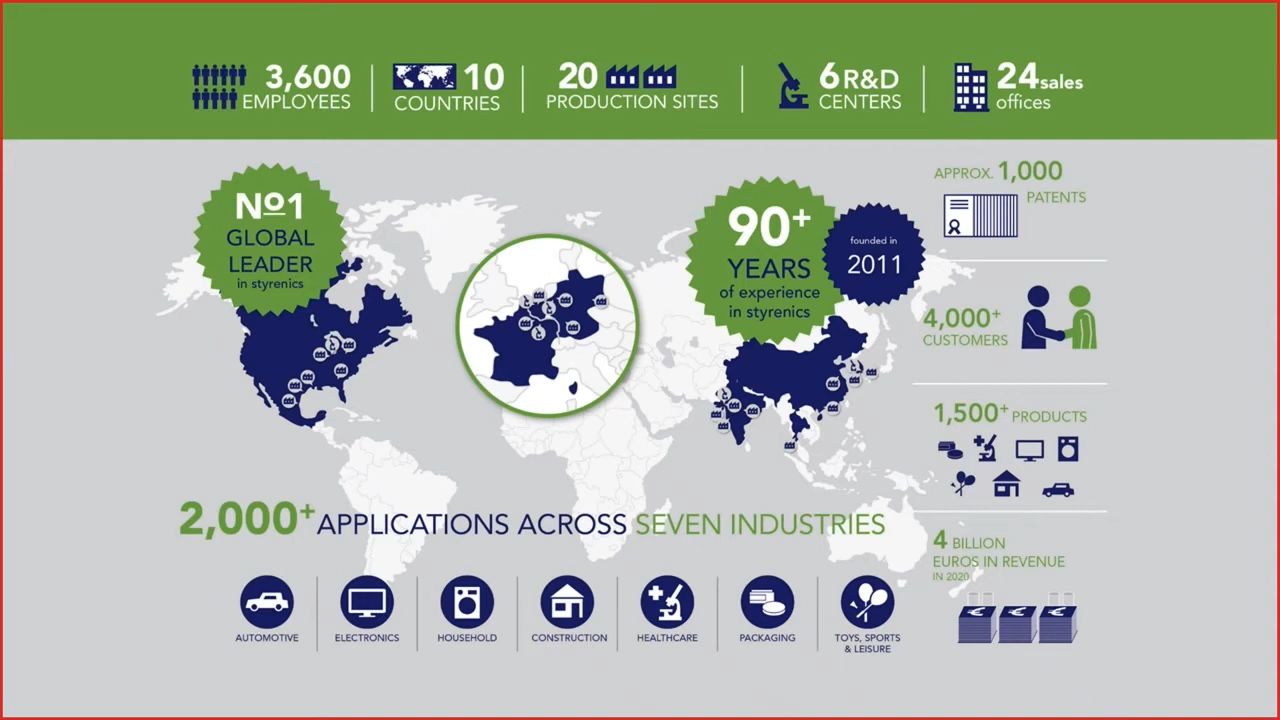 3,600
EMPLOYEES
10
COUNTRIES
20
PRODUCTION SITES
6 R&D
CENTERS
24 sales
offices
No1
GLOBAL
LEADER
in styrenics
90+
YEARS
of experience
in styrenics
founded in
2011
APPROX. 1,000
PATENTS
4,000+
CUSTOMERS
1,500+ PRODUCTS
2,000+ APPLICATIONS ACROSS SEVEN INDUSTRIES
4 BILLION
EUROS IN REVENUE
IN 2020
€ € €
AUTOMOTIVE
ELECTRONICS
HOUSEHOLD
CONSTRUCTION
HEALTHCARE
PACKAGING
TOYS, SPORTS
& LEISURE